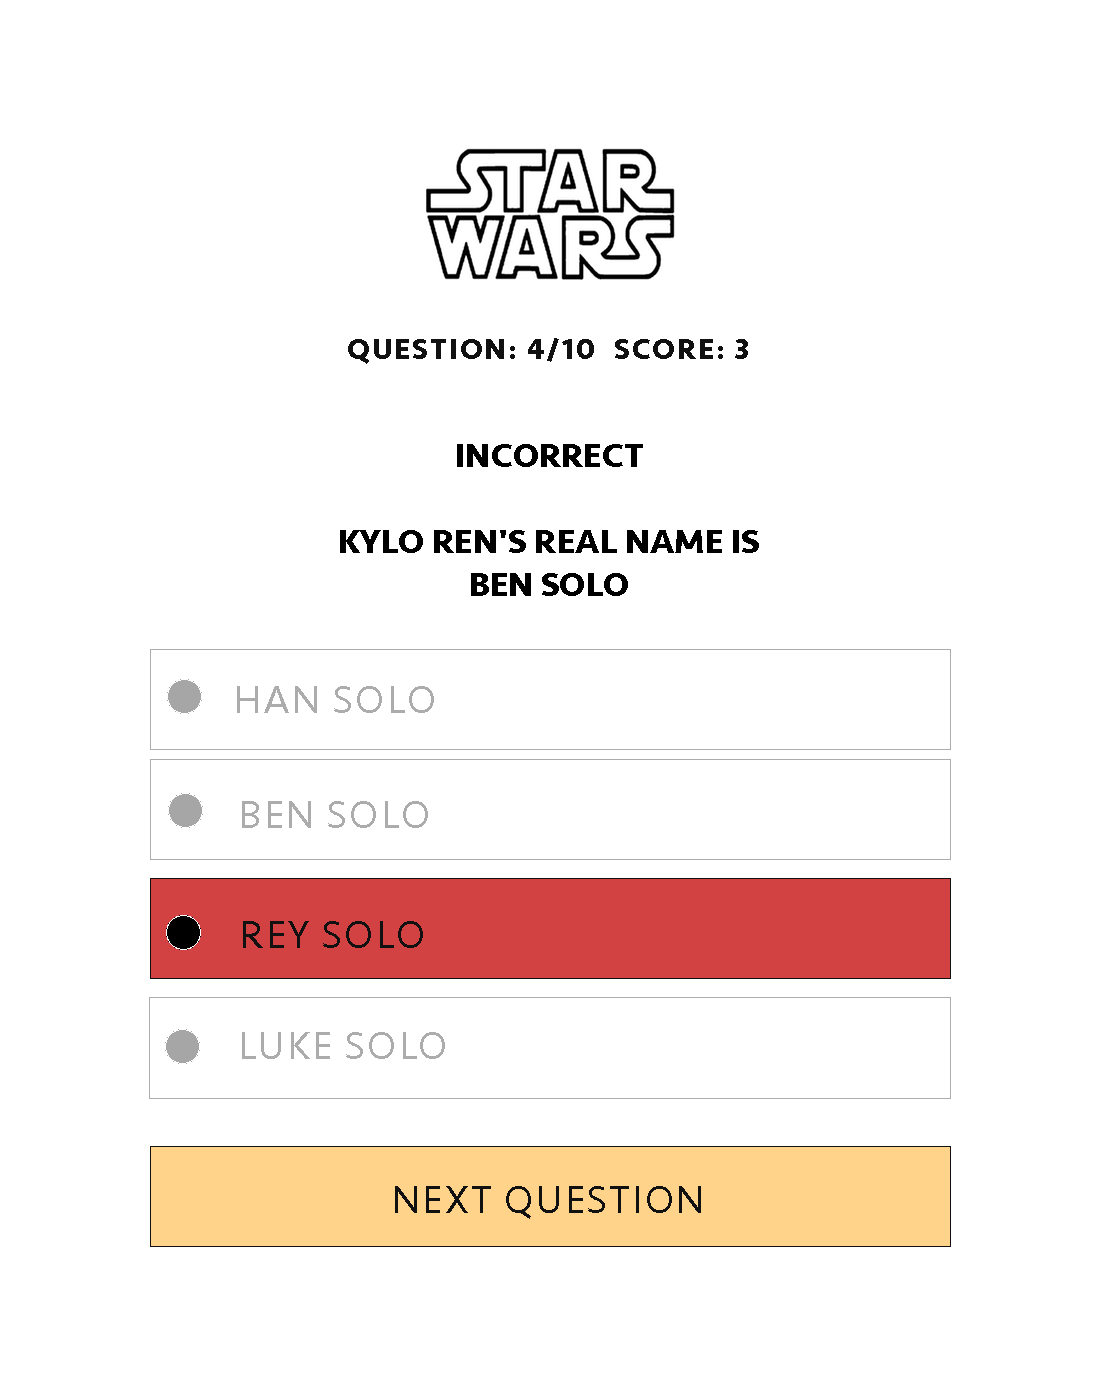 STAR
WARS
QUESTION: 4/10 SCORE: 3
INCORRECT
KYLO REN'S REAL NAME IS
BEN SOLO
HAN SOLO
BEN SOLO
REY SOLO
LUKE SOLO
NEXT QUESTION